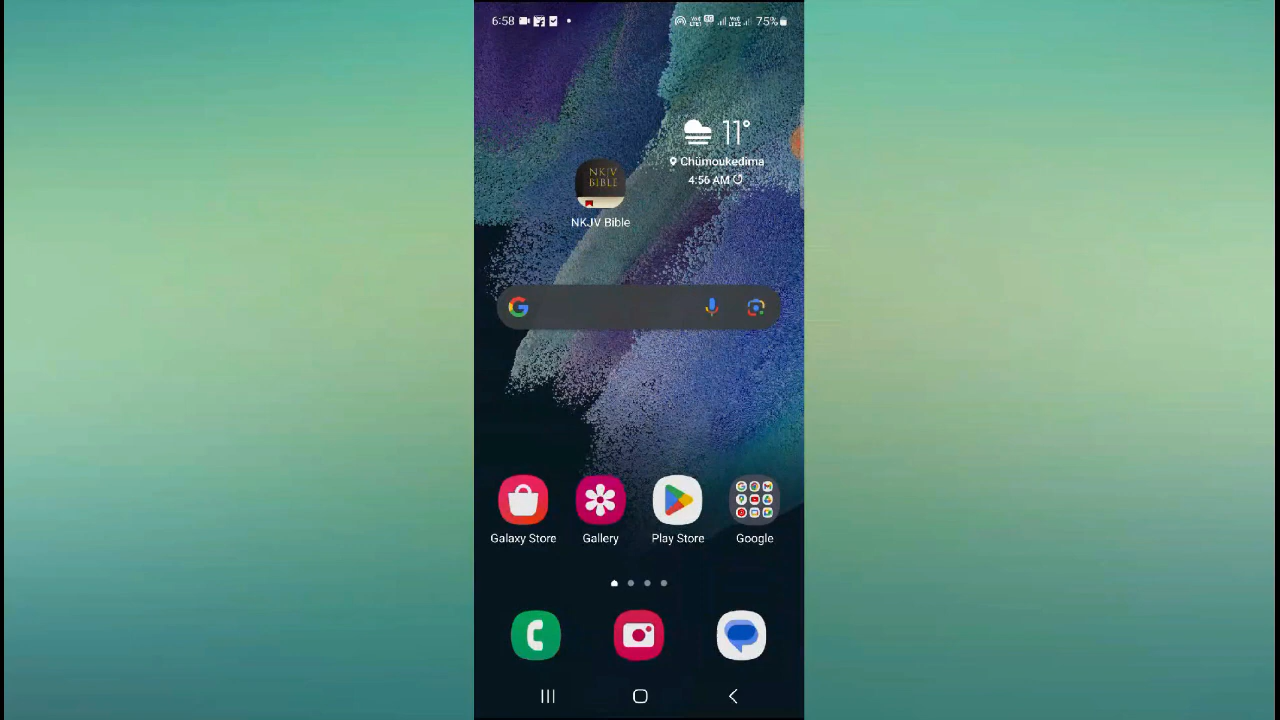 6:58
75%
11°
Chümoukedima
4:56 AM
NKJV
BIBLE
NKJV Bible
Galaxy Store
Gallery
Play Store
Google